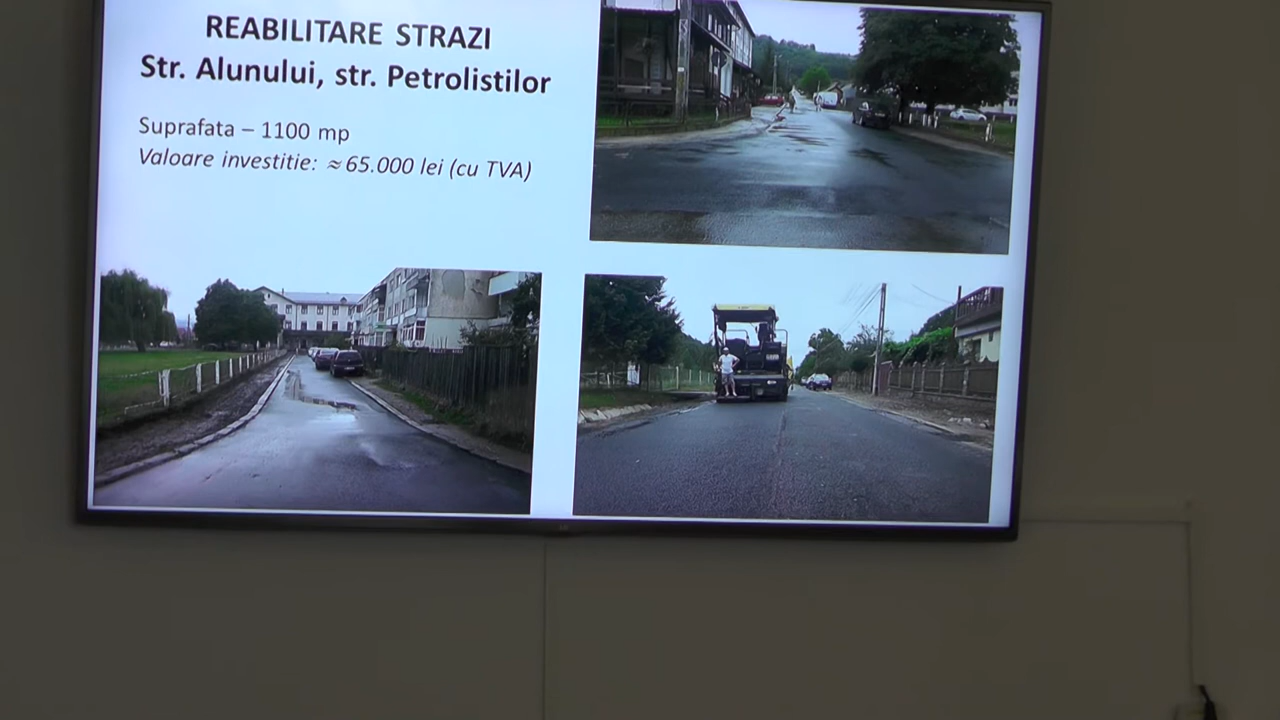 REABILITARE STRAZI
Str. Alunului, str. Petrolistilor
Suprafata – 1100 mp
Valoare investitie: ≈65.000 lei (cu TVA)